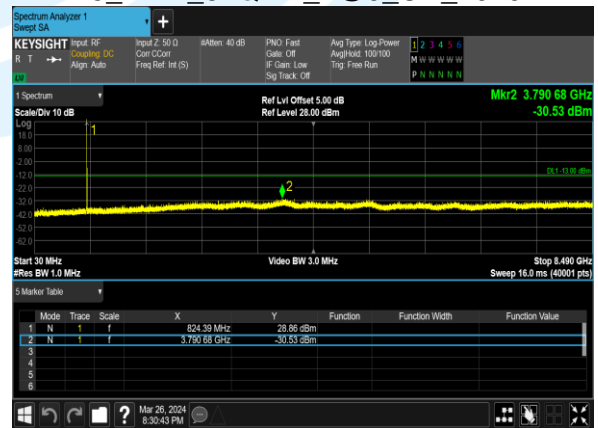 Spectrum Analyzer 1
Swept SA
KEYSIGHT
R T
LW
Input: RF
Coupling: DC
Align: Auto
Input Z: 50 Ω
Corr CCorr
Freq Ref: Int (S)
#Atten: 40 dB
PNO: Fast
Gate: Off
IF Gain: Low
Sig Track: Off
Avg Type: Log-Power
Avg|Hold: 100/100
Trig: Free Run
1 2 3 4 5 6
M W W W W W
P N N N N N
1 Spectrum
Scale/Div 10 dB
Ref Lvl Offset 5.00 dB
Ref Level 28.00 dBm
Mkr2 3.790 68 GHz
-30.53 dBm
Log
1
18.0
8.00
-2.00
-12.0
DL1 -13.00 dBm
-22.0
2
-32.0
-42.0
-52.0
-62.0
Start 30 MHz
Video BW 3.0 MHz
Stop 8.490 GHz
#Res BW 1.0 MHz
Sweep 16.0 ms (40001 pts)
5 Marker Table
Mode Trace Scale X Y Function Function Width Function Value
1 N 1 f 824.39 MHz 28.86 dBm
2 N 1 f 3.790 68 GHz -30.53 dBm
3
4
5
6
? Mar 26, 2024
8:30:43 PM